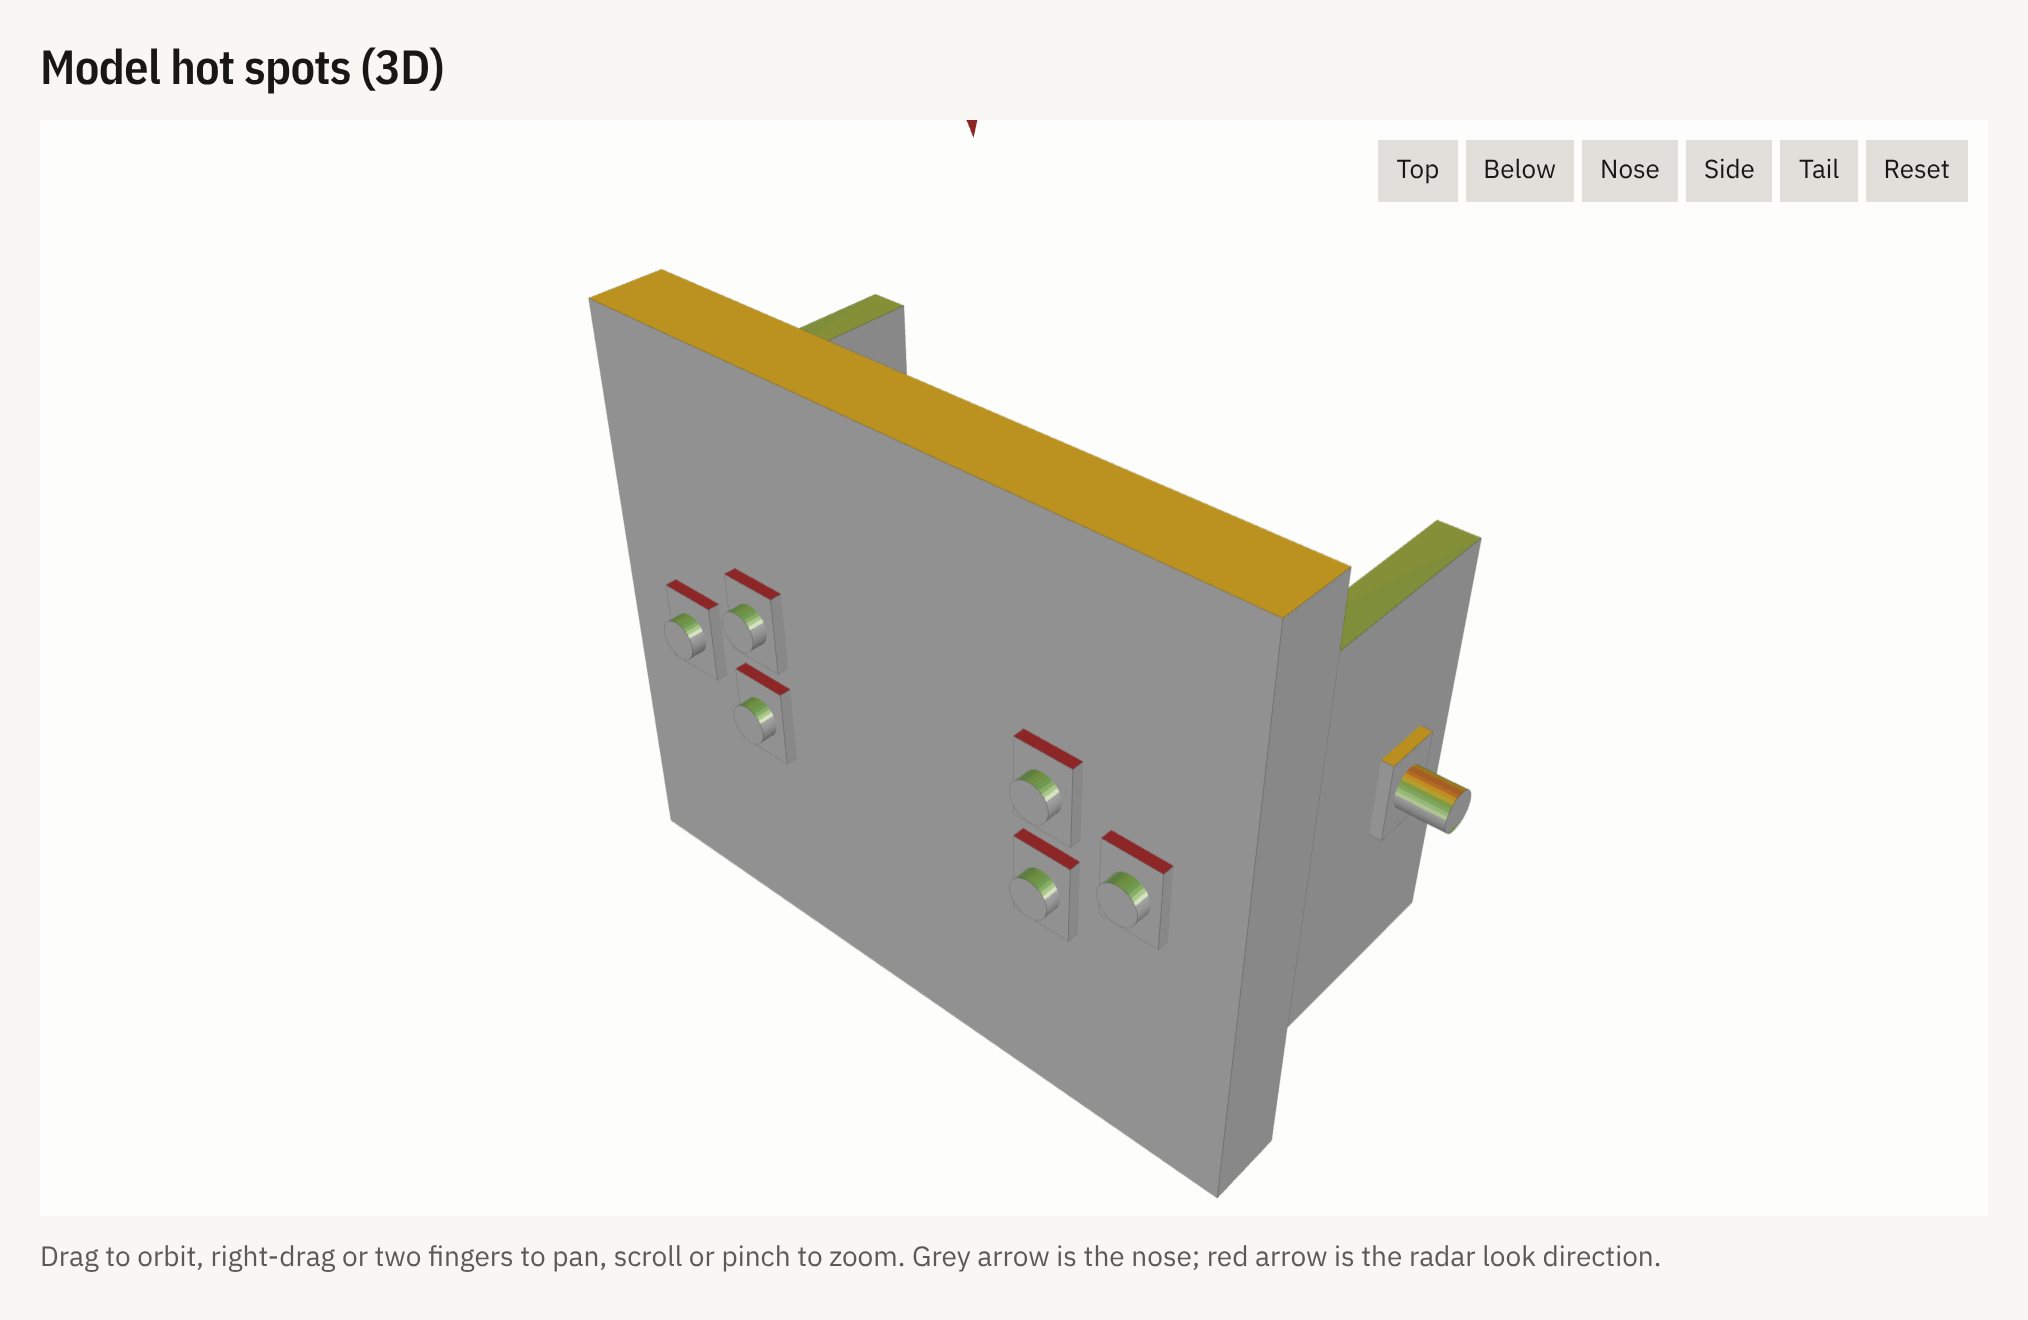 Model hot spots (3D)
Top Below Nose Side Tail Reset
Drag to orbit, right-drag or two fingers to pan, scroll or pinch to zoom. Grey arrow is the nose; red arrow is the radar look direction.